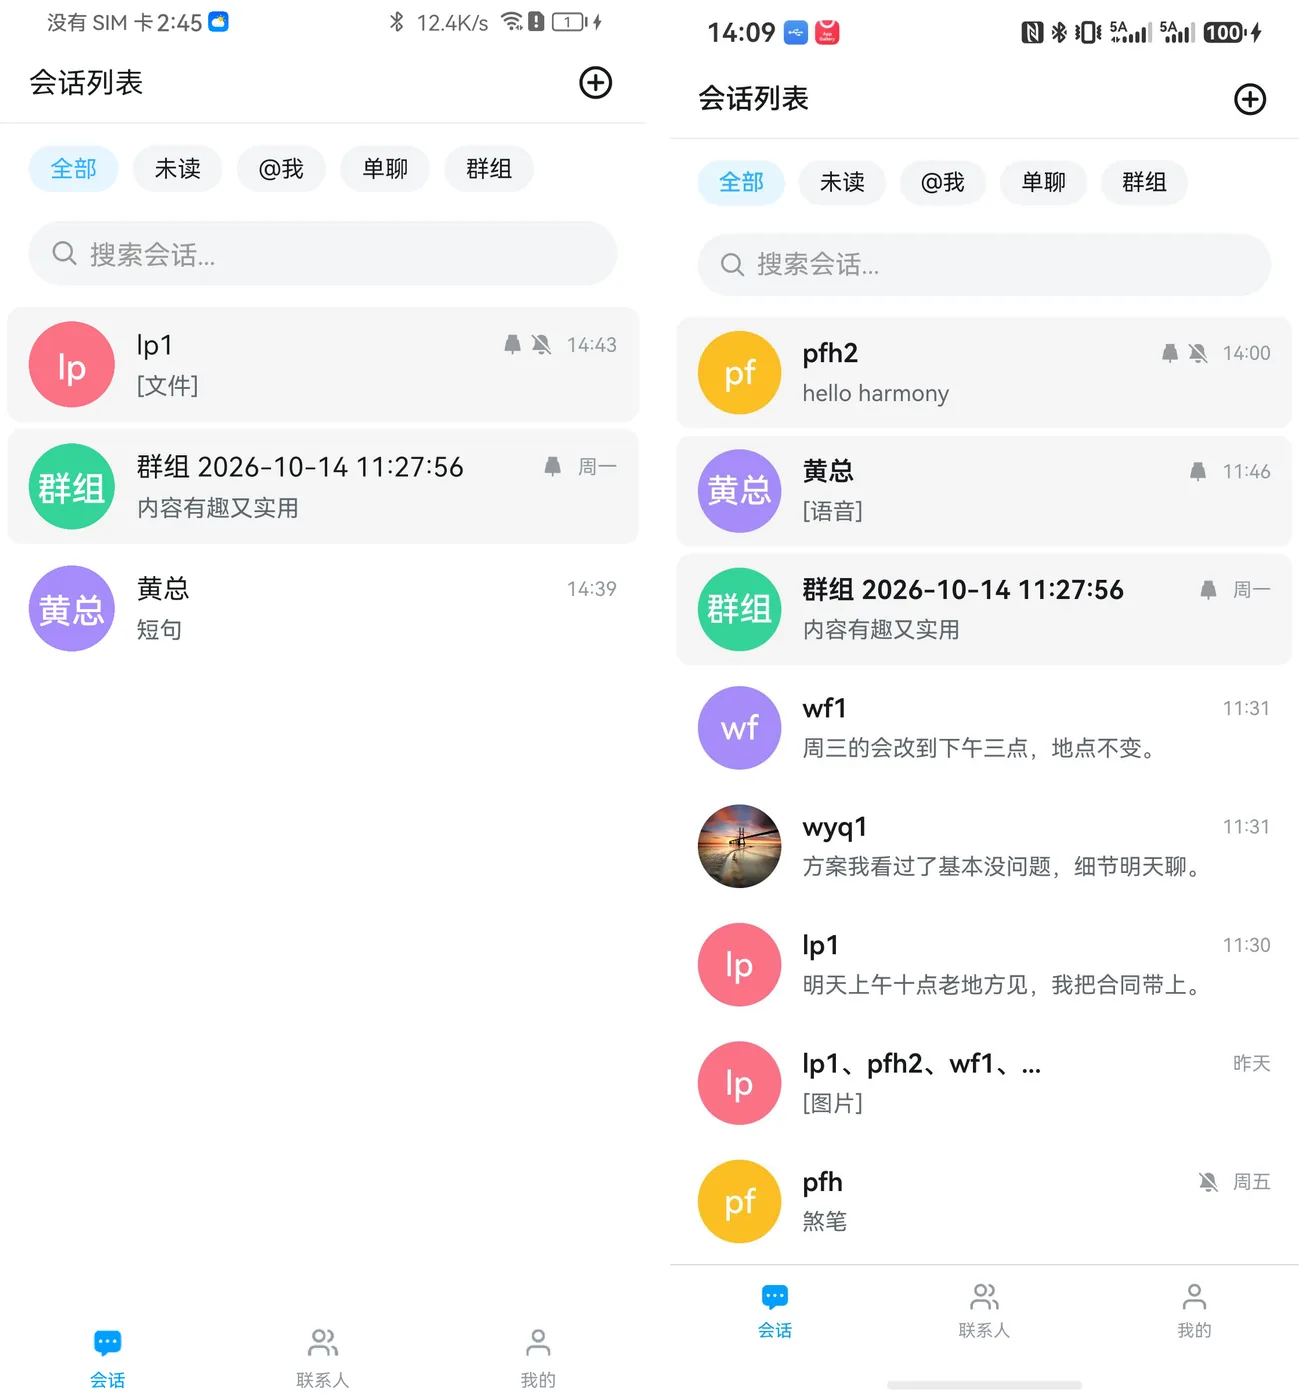 没有 SIM 卡 2:45
12.4K/s
1
会话列表
全部
未读
@我
单聊
群组
搜索会话...
lp
lp1
14:43
[文件]
群组
群组 2026-10-14 11:27:56
周一
内容有趣又实用
黄总
黄总
14:39
短句
会话
联系人
我的
14:09
App
Gallery
5A
5A
100
会话列表
全部
未读
@我
单聊
群组
搜索会话...
pf
pfh2
14:00
hello harmony
黄总
黄总
11:46
[语音]
群组
群组 2026-10-14 11:27:56
周一
内容有趣又实用
wf
wf1
11:31
周三的会改到下午三点，地点不变。
wyq1
11:31
方案我看过了基本没问题，细节明天聊。
lp
lp1
11:30
明天上午十点老地方见，我把合同带上。
lp
lp1、pfh2、wf1、...
昨天
[图片]
pf
pfh
周五
煞笔
会话
联系人
我的